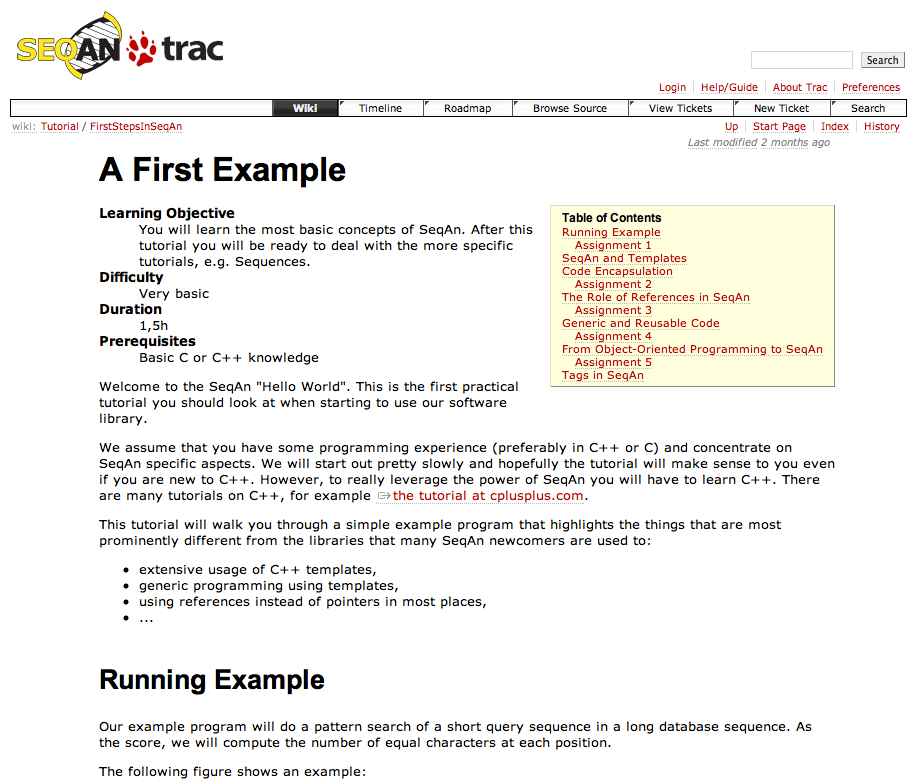 SEQAN trac
Search
Login Help/Guide About Trac Preferences
Wiki Timeline Roadmap Browse Source View Tickets New Ticket Search
wiki: Tutorial / FirstStepsInSeqAn
Up Start Page Index History
Last modified 2 months ago
A First Example
Learning Objective
You will learn the most basic concepts of SeqAn. After this
tutorial you will be ready to deal with the more specific
tutorials, e.g. Sequences.
Difficulty
Very basic
Duration
1,5h
Prerequisites
Basic C or C++ knowledge
Table of Contents
Running Example
Assignment 1
SeqAn and Templates
Code Encapsulation
Assignment 2
The Role of References in SeqAn
Assignment 3
Generic and Reusable Code
Assignment 4
From Object-Oriented Programming to SeqAn
Assignment 5
Tags in SeqAn
Welcome to the SeqAn "Hello World". This is the first practical
tutorial you should look at when starting to use our software
library.
We assume that you have some programming experience (preferably in C++ or C) and concentrate on
SeqAn specific aspects. We will start out pretty slowly and hopefully the tutorial will make sense to you even
if you are new to C++. However, to really leverage the power of SeqAn you will have to learn C++. There
are many tutorials on C++, for example the tutorial at cplusplus.com.
This tutorial will walk you through a simple example program that highlights the things that are most
prominently different from the libraries that many SeqAn newcomers are used to:
• extensive usage of C++ templates,
• generic programming using templates,
• using references instead of pointers in most places,
• ...
Running Example
Our example program will do a pattern search of a short query sequence in a long database sequence. As
the score, we will compute the number of equal characters at each position.
The following figure shows an example: